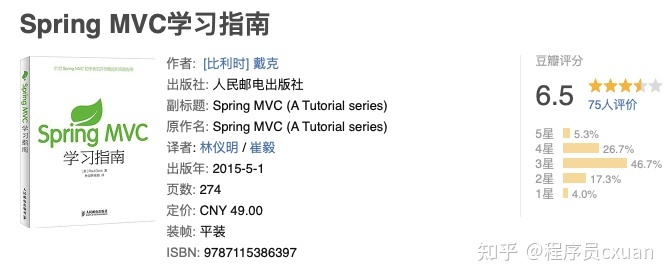 Spring MVC学习指南
Spring MVC
学习指南
作者: [比利时] 戴克
出版社: 人民邮电出版社
副标题: Spring MVC (A Tutorial series)
原作名: Spring MVC (A Tutorial series)
译者: 林仪明 / 崔毅
出版年: 2015-5-1
页数: 274
定价: CNY 49.00
装帧: 平装
ISBN: 9787115386397
豆瓣评分
6.5
75人评价
5星 5.3%
4星 26.7%
3星 46.7%
2星 17.3%
1星 4.0%
知乎 @程序员cxuan